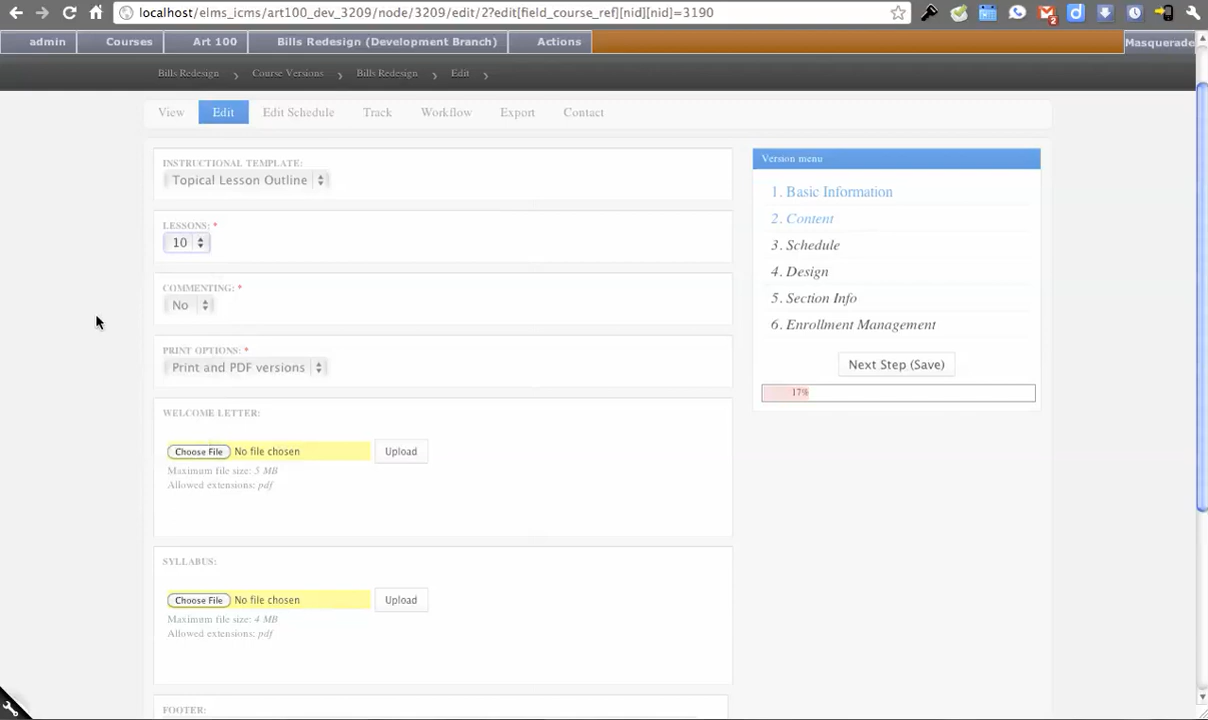 localhost/elms_icms/art100_dev_3209/node/3209/edit/2?edit[field_course_ref][nid][nid]=3190
2
admin Courses Art 100 Bills Redesign (Development Branch) Actions Masquerade
Bills Redesign Course Versions Bills Redesign Edit
View Edit Edit Schedule Track Workflow Export Contact
INSTRUCTIONAL TEMPLATE:
Topical Lesson Outline
LESSONS: *
10
COMMENTING: *
No
PRINT OPTIONS: *
Print and PDF versions
WELCOME LETTER:
Choose File No file chosen Upload
Maximum file size: 5 MB
Allowed extensions: pdf
SYLLABUS:
Choose File No file chosen Upload
Maximum file size: 4 MB
Allowed extensions: pdf
FOOTER:
Version menu
1. Basic Information
2. Content
3. Schedule
4. Design
5. Section Info
6. Enrollment Management
Next Step (Save)
17%